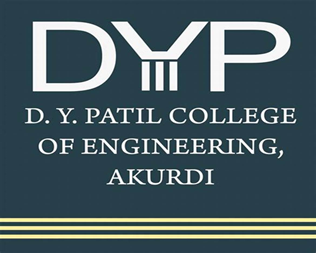 DYP
D. Y. PATIL COLLEGE
OF ENGINEERING,
AKURDI